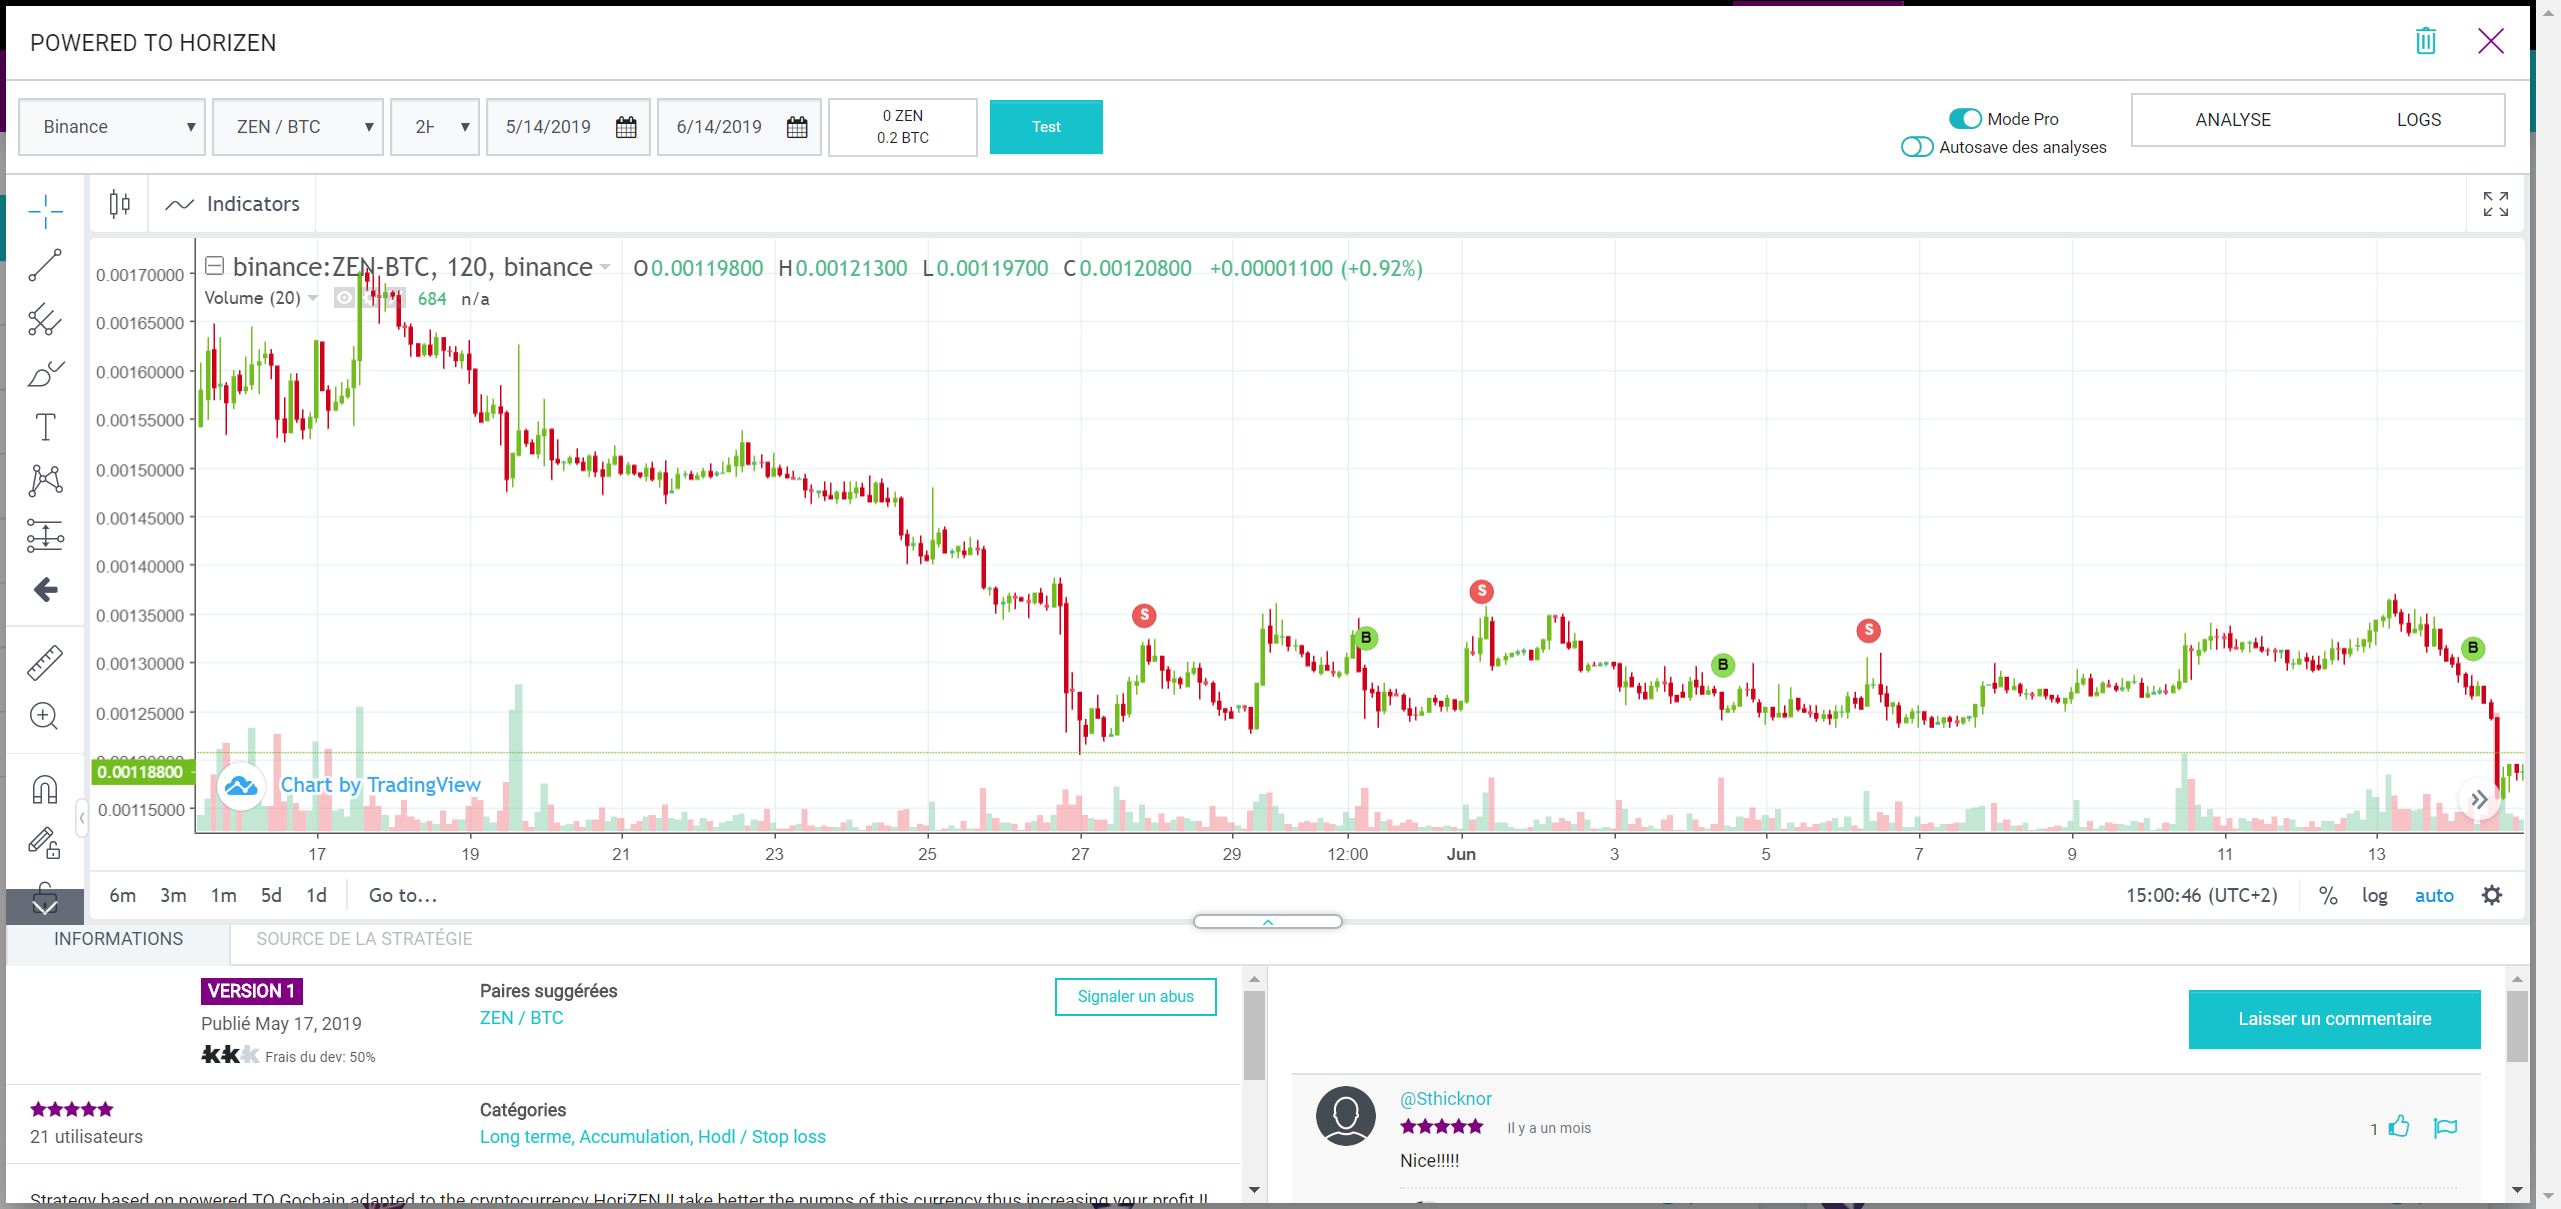 POWERED TO HORIZEN
Binance
ZEN / BTC
2H
5/14/2019
6/14/2019
0 ZEN
0.2 BTC
Test
Mode Pro
Autosave des analyses
ANALYSE
LOGS
Indicators
binance:ZEN-BTC, 120, binance
O0.00119800 H0.00121300 L0.00119700 C0.00120800 +0.00001100 (+0.92%)
Volume (20)
684 n/a
0.00170000
0.00165000
0.00160000
0.00155000
0.00150000
0.00145000
0.00140000
0.00135000
0.00130000
0.00125000
0.00118800
0.00115000
S
B
S
B
S
B
Chart by TradingView
17
19
21
23
25
27
29
12:00
Jun
3
5
7
9
11
13
6m
3m
1m
5d
1d
Go to...
15:00:46 (UTC+2)
%
log
auto
INFORMATIONS
SOURCE DE LA STRATÉGIE
VERSION 1
Publié May 17, 2019
Frais du dev: 50%
Paires suggérées
ZEN / BTC
Signaler un abus
21 utilisateurs
Catégories
Long terme, Accumulation, Hodl / Stop loss
Strategy based on powered TO Gochain adapted to the cryptocurrency HoriZEN !! take better the pumps of this currency thus increasing your profit !!
Laisser un commentaire
@Sthicknor
Il y a un mois
1
Nice!!!!!